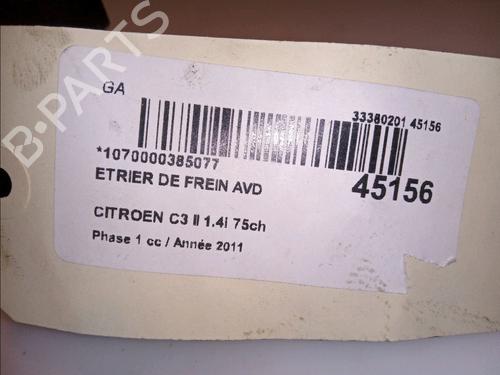 GA
33360201 45156
*1070000385077
45156
ETRIER DE FREIN AVD
CITROEN C3 II 1.4i 75ch
Phase 1 cc / Année 2011
B-PARTS